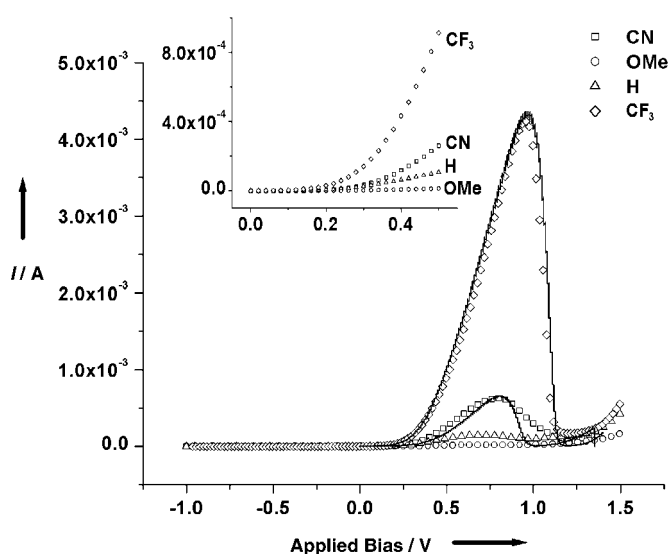 CN
OMe
H
CF3
8.0x10-4
4.0x10-4
0.0
0.0
0.2
0.4
CF3
CN
H
OMe
5.0x10-3
4.0x10-3
3.0x10-3
2.0x10-3
1.0x10-3
0.0
I / A
-1.0
-0.5
0.0
0.5
1.0
1.5
Applied Bias / V